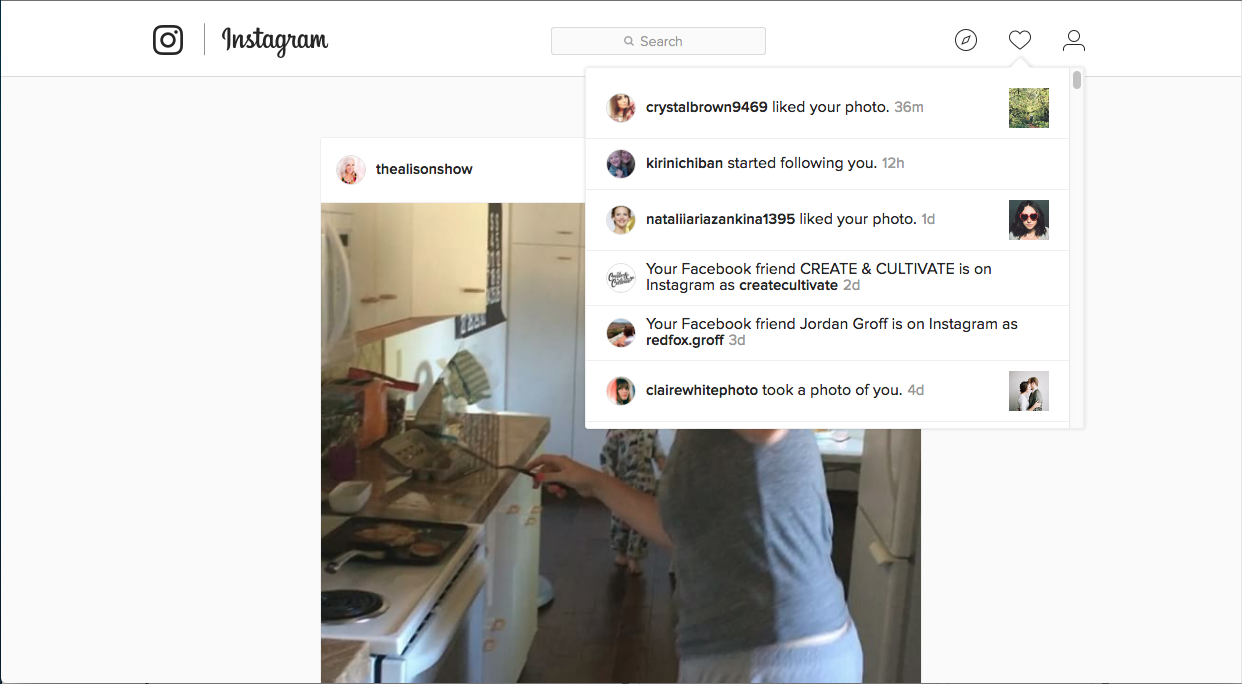 Instagram
Search
crystalbrown9469 liked your photo. 36m
kirinichiban started following you. 12h
thealisonshow
nataliiariazankina1395 liked your photo. 1d
Your Facebook friend CREATE & CULTIVATE is on
Instagram as createcultivate 2d
Your Facebook friend Jordan Groff is on Instagram as
redfox.groff 3d
clairewhitephoto took a photo of you. 4d